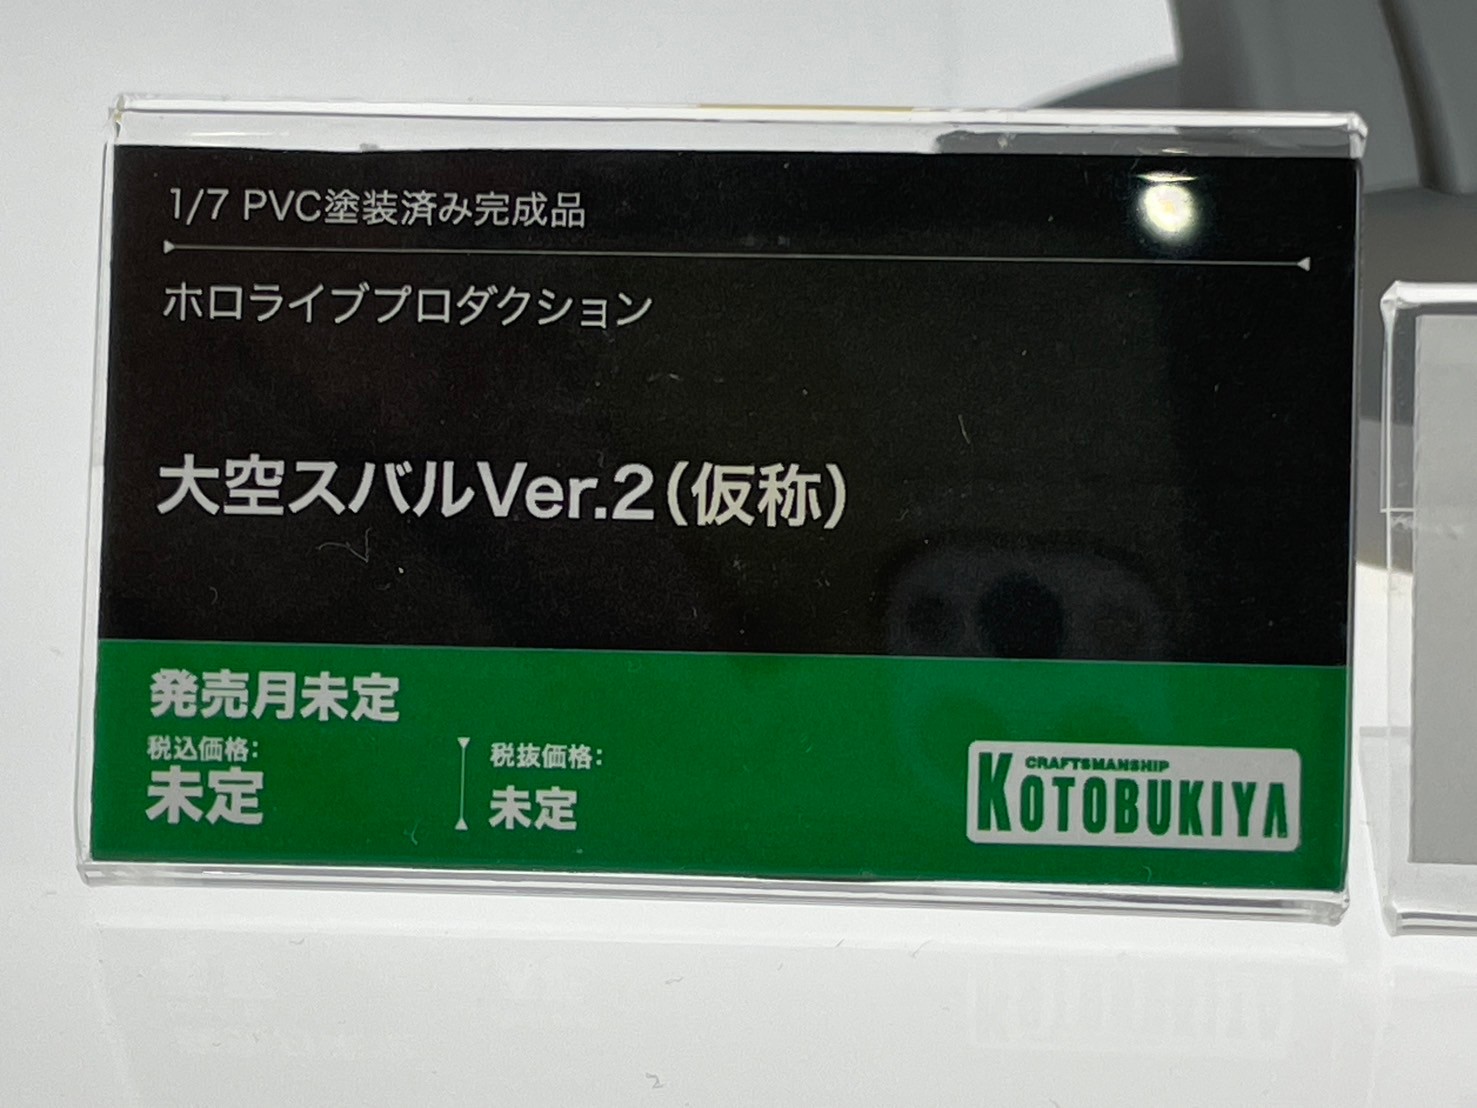 1/7 PVC塗装済み完成品
ホロライブプロダクション
大空スバルVer.2(仮称)
発売月未定
税込価格:
未定
税抜価格:
未定
CRAFTSMANSHIP
KOTOBUKIYA